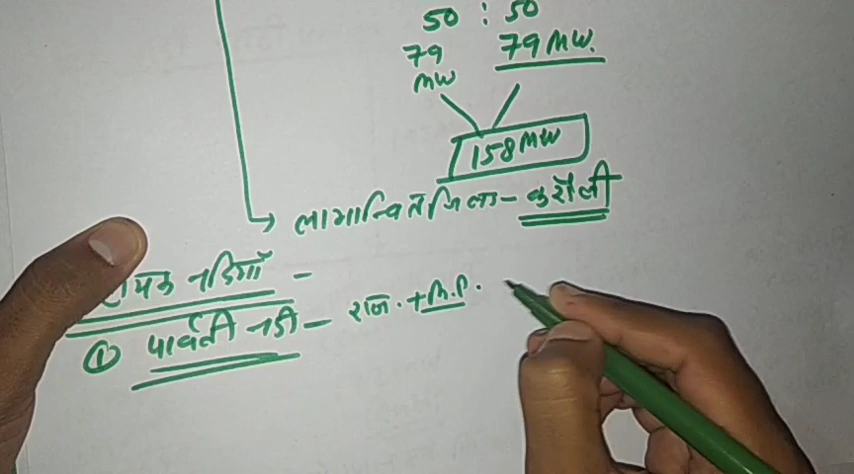 50 : 50
79 79 MW.
MW
158 MW
लाभान्वित जिला - करौली
सहायक नदियाँ -
① पार्वती नदी - राज. + M.P.